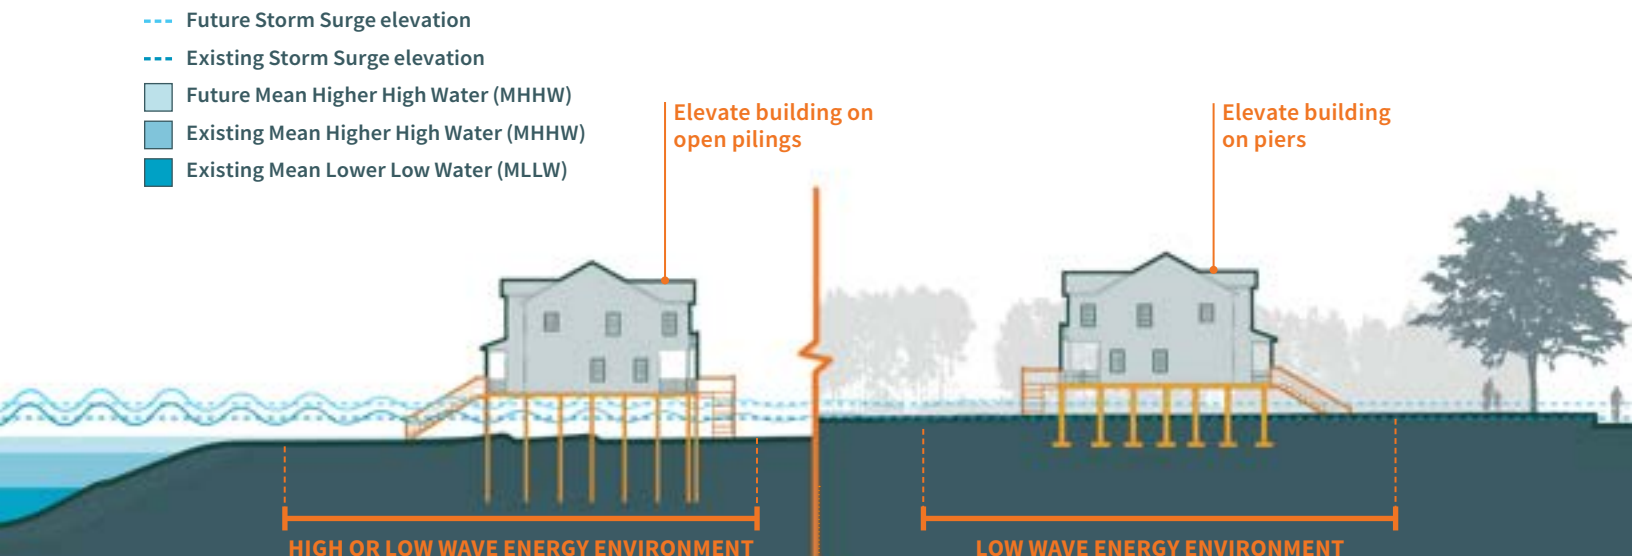 Future Storm Surge elevation
Existing Storm Surge elevation
Future Mean Higher High Water (MHHW)
Existing Mean Higher High Water (MHHW)
Existing Mean Lower Low Water (MLLW)
Elevate building on
open pilings
Elevate building
on piers
HIGH OR LOW WAVE ENERGY ENVIRONMENT
LOW WAVE ENERGY ENVIRONMENT